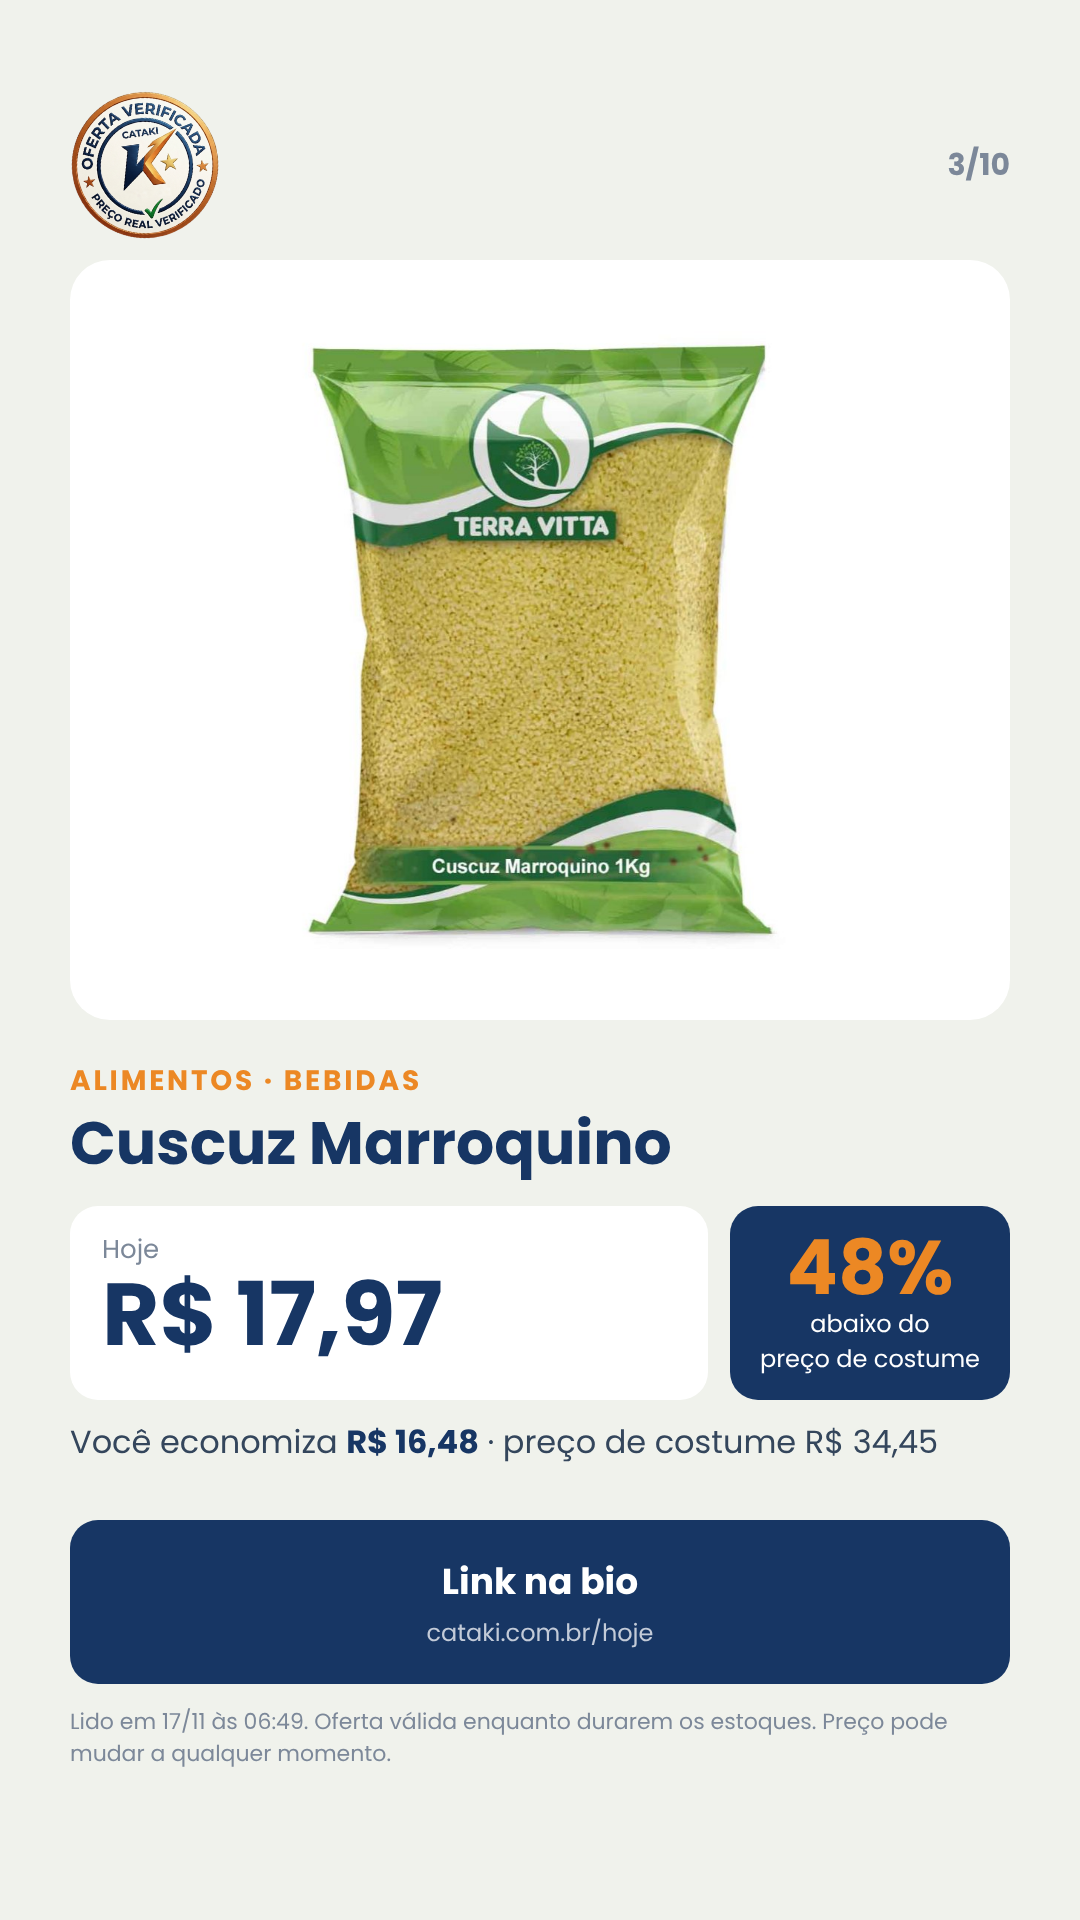 OFERTA VERIFICADA
CATAKI
K
PREÇO REAL VERIFICADO
3/10
TERRA VITTA
Cuscuz Marroquino 1Kg
ALIMENTOS · BEBIDAS
Cuscuz Marroquino
Hoje
R$ 17,97
48%
abaixo do
preço de costume
Você economiza R$ 16,48 · preço de costume R$ 34,45
Link na bio
cataki.com.br/hoje
Lido em 17/11 às 06:49. Oferta válida enquanto durarem os estoques. Preço pode
mudar a qualquer momento.